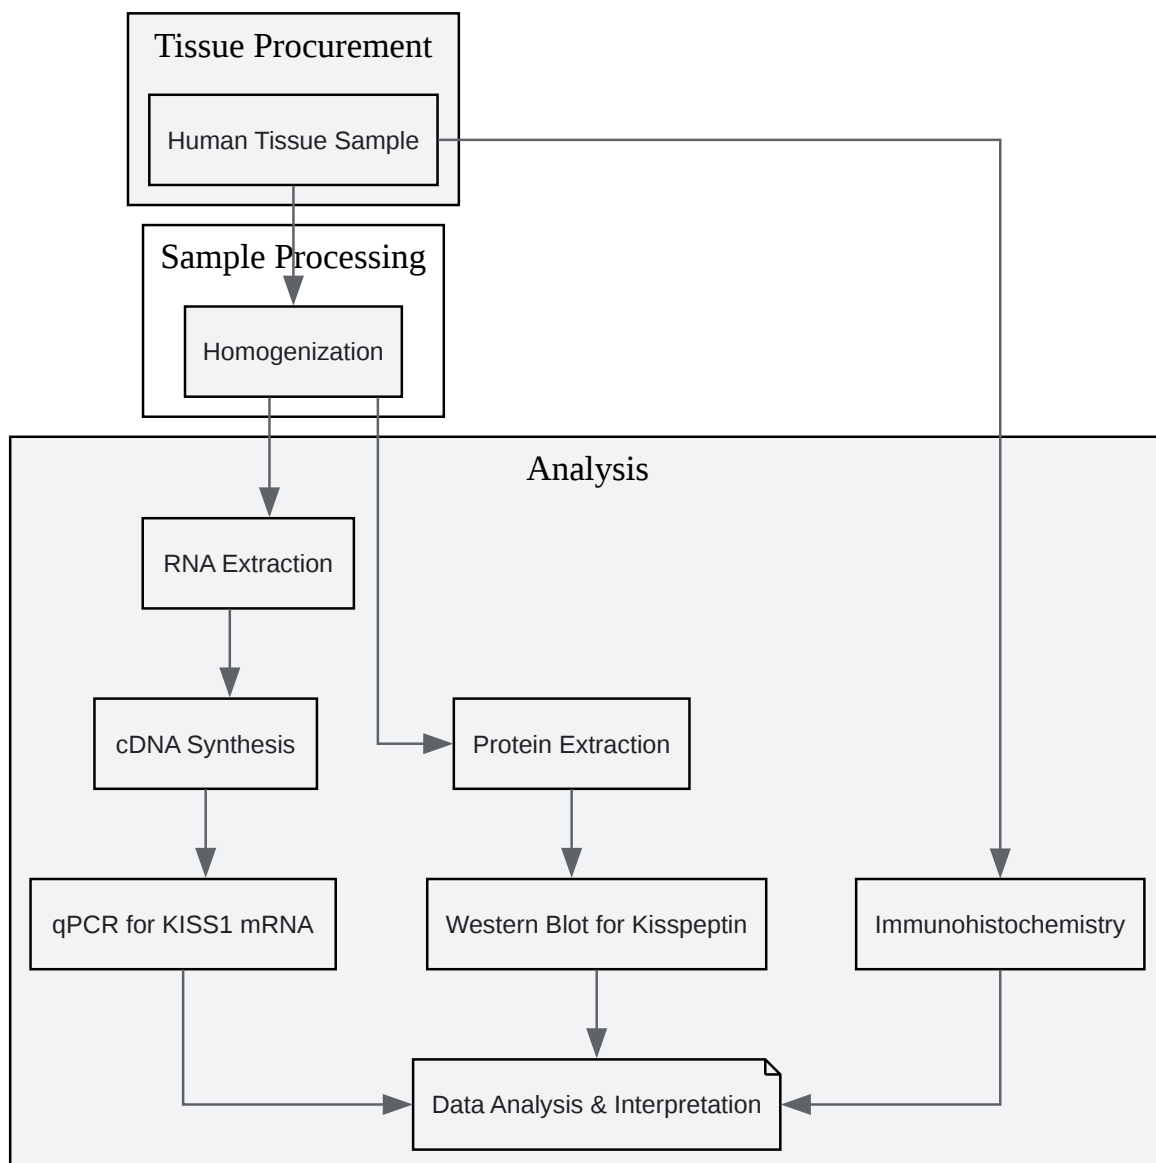 Tissue Procurement
Human Tissue Sample
Sample Processing
Homogenization
Analysis
RNA Extraction
cDNA Synthesis
Protein Extraction
qPCR for KISS1 mRNA
Western Blot for Kisspeptin
Immunohistochemistry
Data Analysis & Interpretation